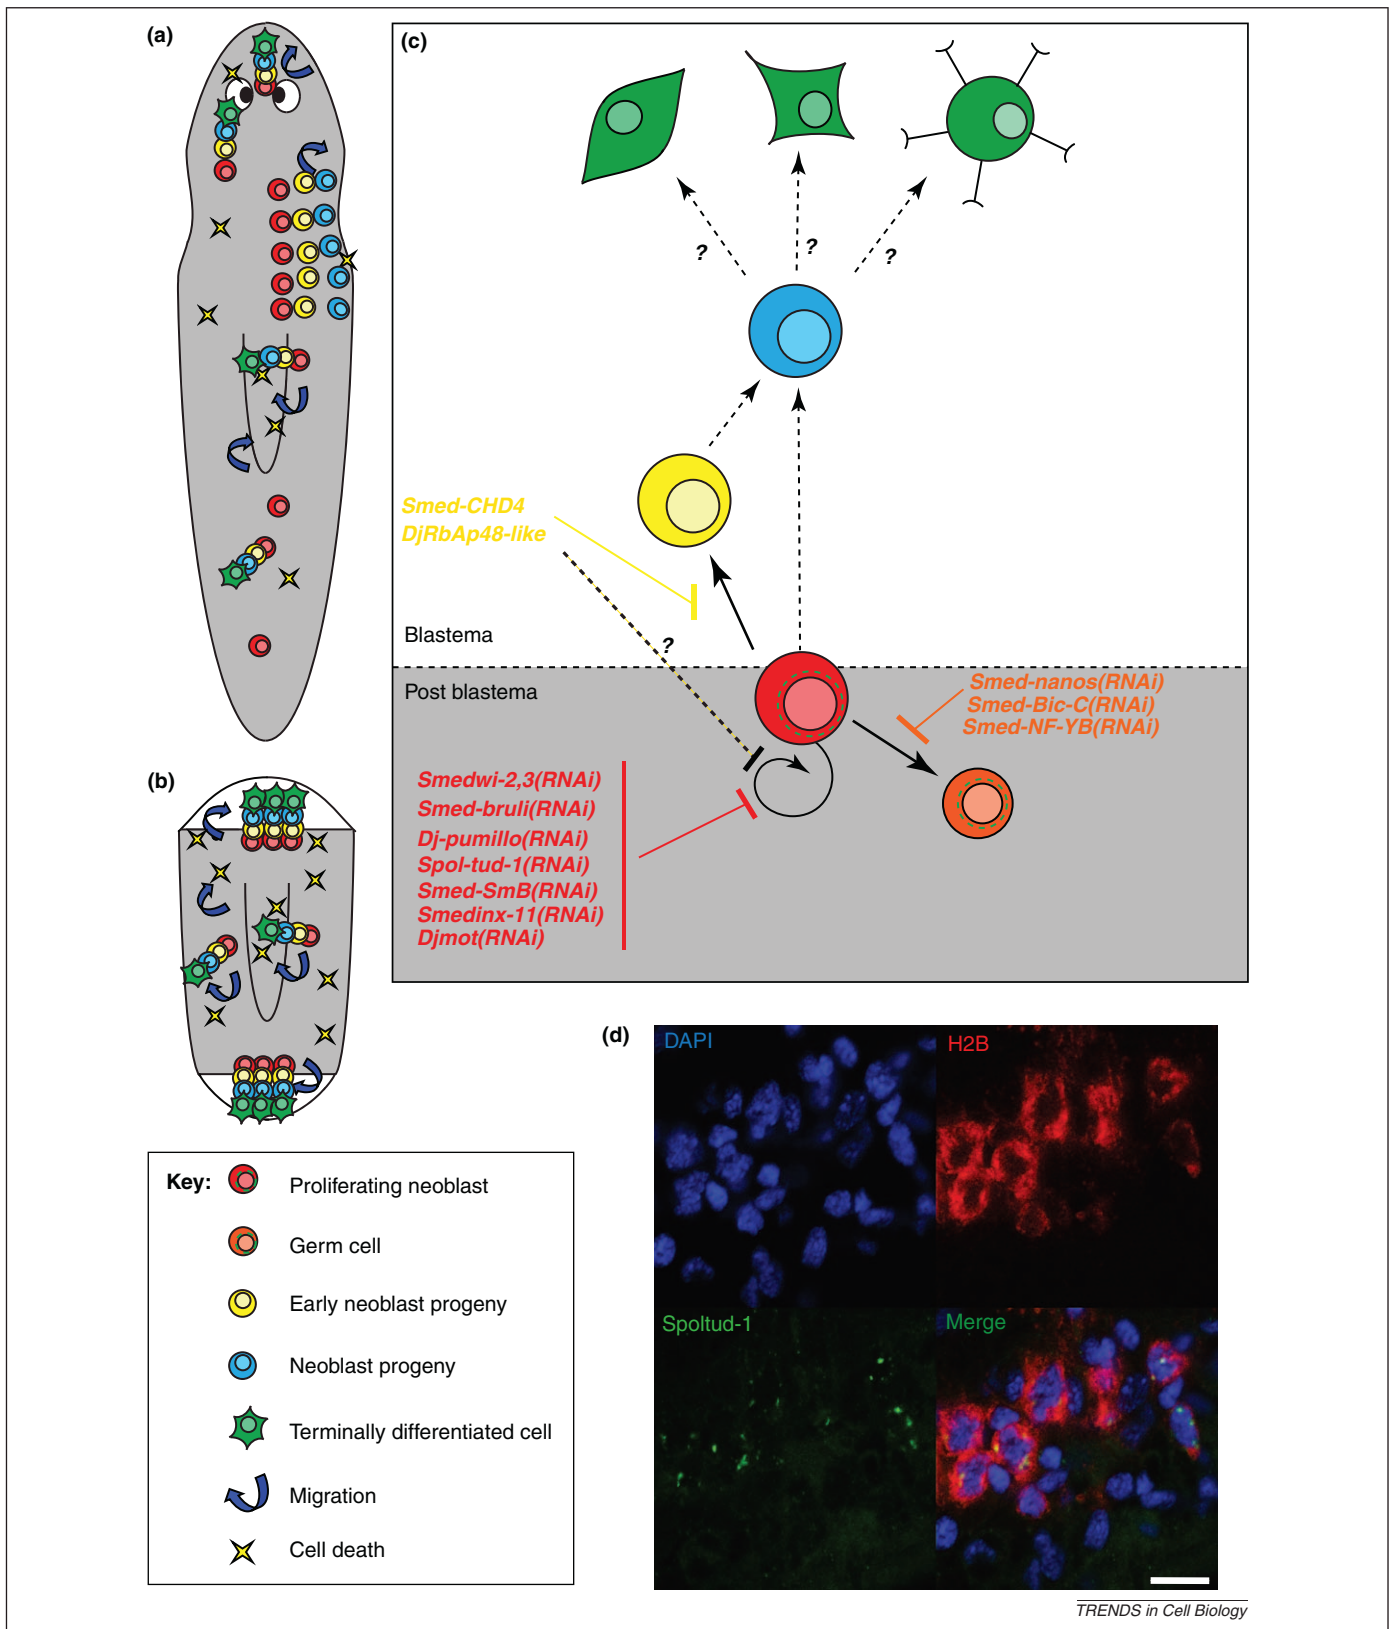 (a)
(c)
?
?
?
Smed-CHD4
DjRbAp48-like
?
Blastema
Post blastema
Smed-nanos(RNAi)
Smed-Bic-C(RNAi)
Smed-NF-YB(RNAi)
Smedwi-2,3(RNAi)
Smed-bruli(RNAi)
Dj-pumillo(RNAi)
Spol-tud-1(RNAi)
Smed-SmB(RNAi)
Smedinx-11(RNAi)
Djmot(RNAi)
(b)
(d)
DAPI
H2B
Spoltud-1
Merge
Key:
Proliferating neoblast
Germ cell
Early neoblast progeny
Neoblast progeny
Terminally differentiated cell
Migration
Cell death
TRENDS in Cell Biology